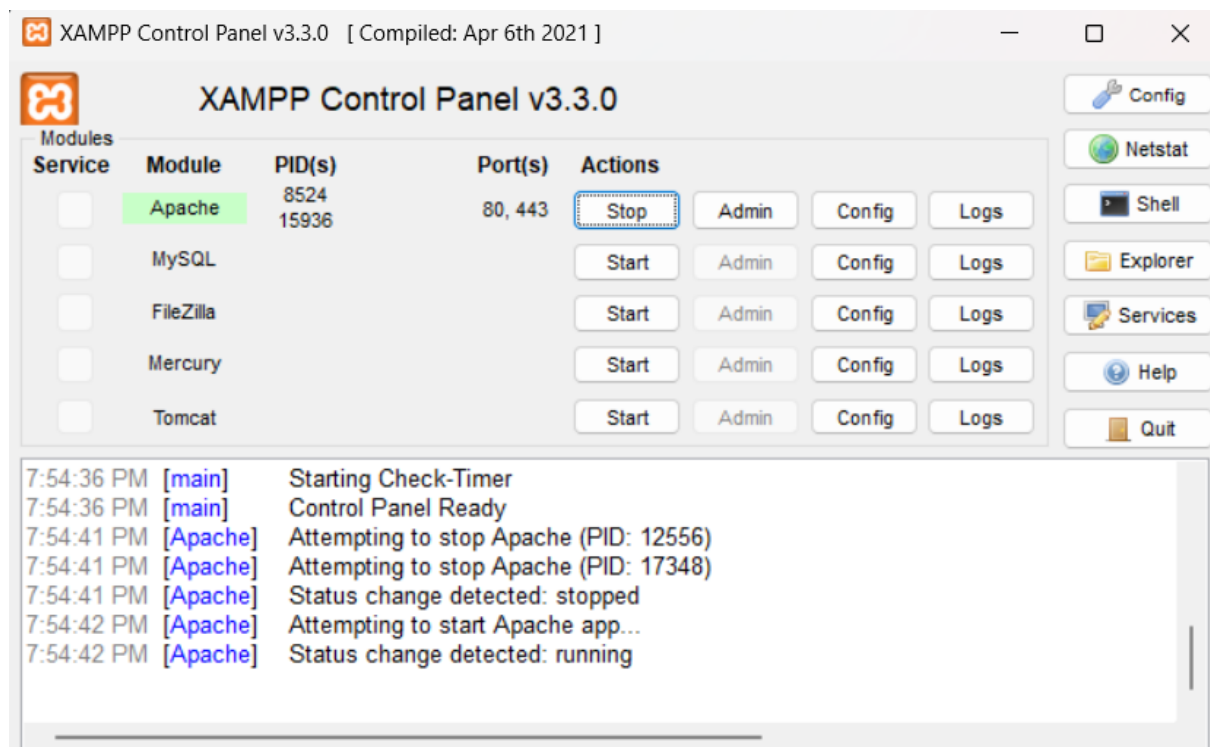 XAMPP Control Panel v3.3.0 [ Compiled: Apr 6th 2021 ]
XAMPP Control Panel v3.3.0
Config
Modules
Service Module PID(s) Port(s) Actions
Netstat
Apache 8524 15936 80, 443 Stop Admin Config Logs
Shell
MySQL Start Admin Config Logs
Explorer
FileZilla Start Admin Config Logs
Services
Mercury Start Admin Config Logs
Help
Tomcat Start Admin Config Logs
Quit
7:54:36 PM [main] Starting Check-Timer
7:54:36 PM [main] Control Panel Ready
7:54:41 PM [Apache] Attempting to stop Apache (PID: 12556)
7:54:41 PM [Apache] Attempting to stop Apache (PID: 17348)
7:54:41 PM [Apache] Status change detected: stopped
7:54:42 PM [Apache] Attempting to start Apache app...
7:54:42 PM [Apache] Status change detected: running